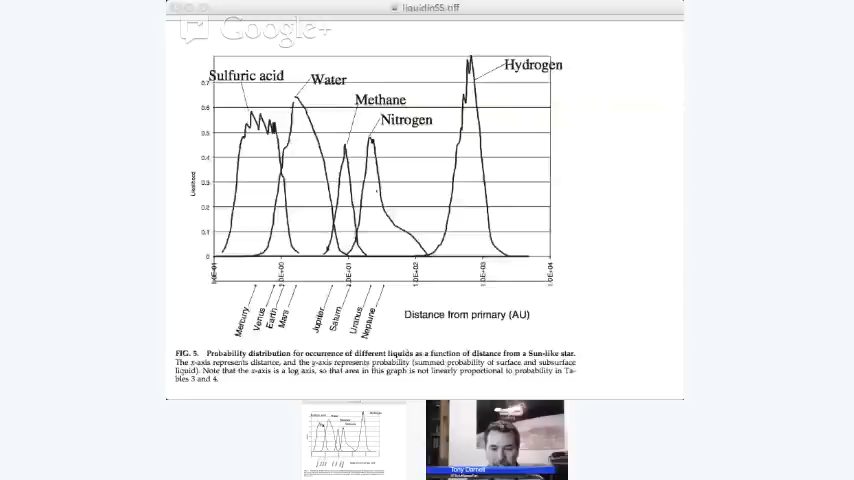 liquidin55.tiff
Google+
Sulfuric acid
Water
Hydrogen
Methane
Nitrogen
0.7
0.6
0.5
0.4
0.3
0.2
0.1
0
Likelihood
1.0E-01
1.0E+00
1.0E+01
1.0E+02
1.0E+03
1.0E+04
Mercury
Venus
Earth
Mars
Jupiter
Saturn
Uranus
Neptune
Distance from primary (AU)
FIG. 5. Probability distribution for occurrence of different liquids as a function of distance from a Sun-like star.
The x-axis represents distance, and the y-axis represents probability (summed probability of surface and subsurface
liquid). Note that the x-axis is a log axis, so that area in this graph is not linearly proportional to probability in Ta-
bles 3 and 4.
Tony Darnell